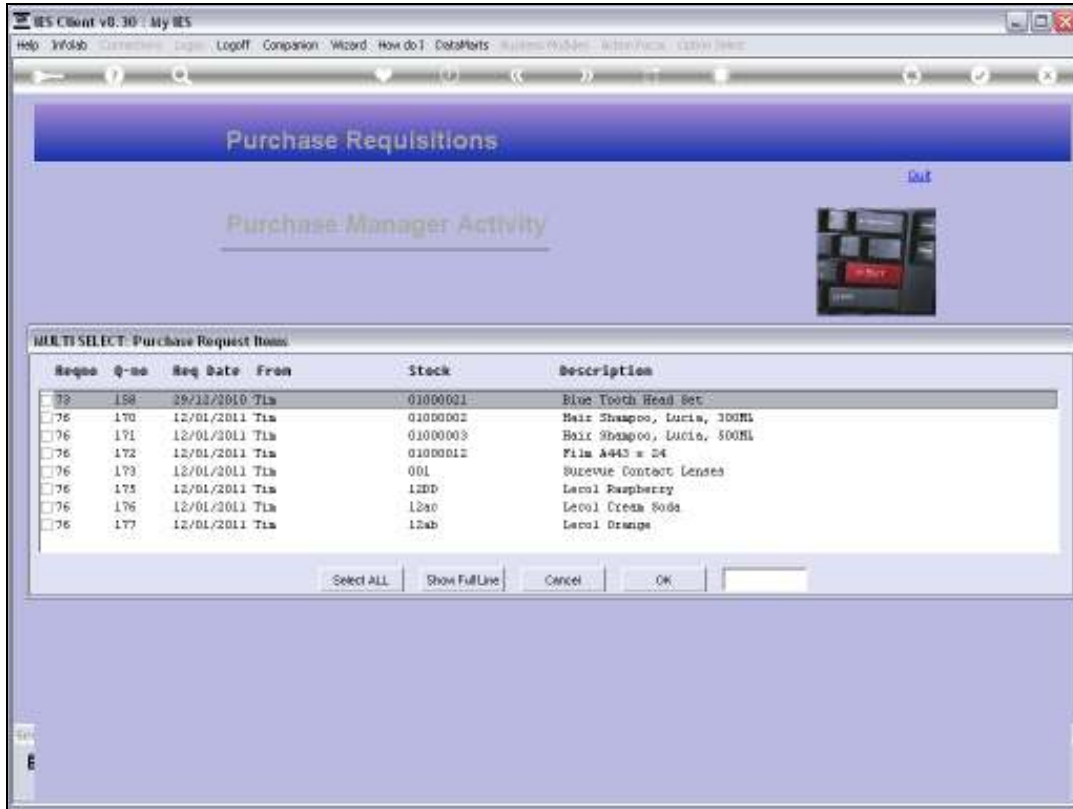 IES Client v8.30 : My IES
Help Infolab Logoff Companion Wizard How do I DataMarts
Purchase Requisitions
Quit
Purchase Manager Activity
MULTI SELECT: Purchase Request Items
Reqno Q-no Req Date From Stock Description
73 158 29/12/2010 Tim 01000021 Blue Tooth Head Set
76 170 12/01/2011 Tim 01000002 Hair Shampoo, Lucia, 300ML
76 171 12/01/2011 Tim 01000003 Hair Shampoo, Lucia, 500ML
76 172 12/01/2011 Tim 01000012 Film A443 x 24
76 173 12/01/2011 Tim 001 Surevue Contact Lenses
76 175 12/01/2011 Tim 12DD Lecol Raspberry
76 176 12/01/2011 Tim 12ac Lecol Cream Soda
76 177 12/01/2011 Tim 12ab Lecol Orange
Select ALL Show Full Line Cancel OK